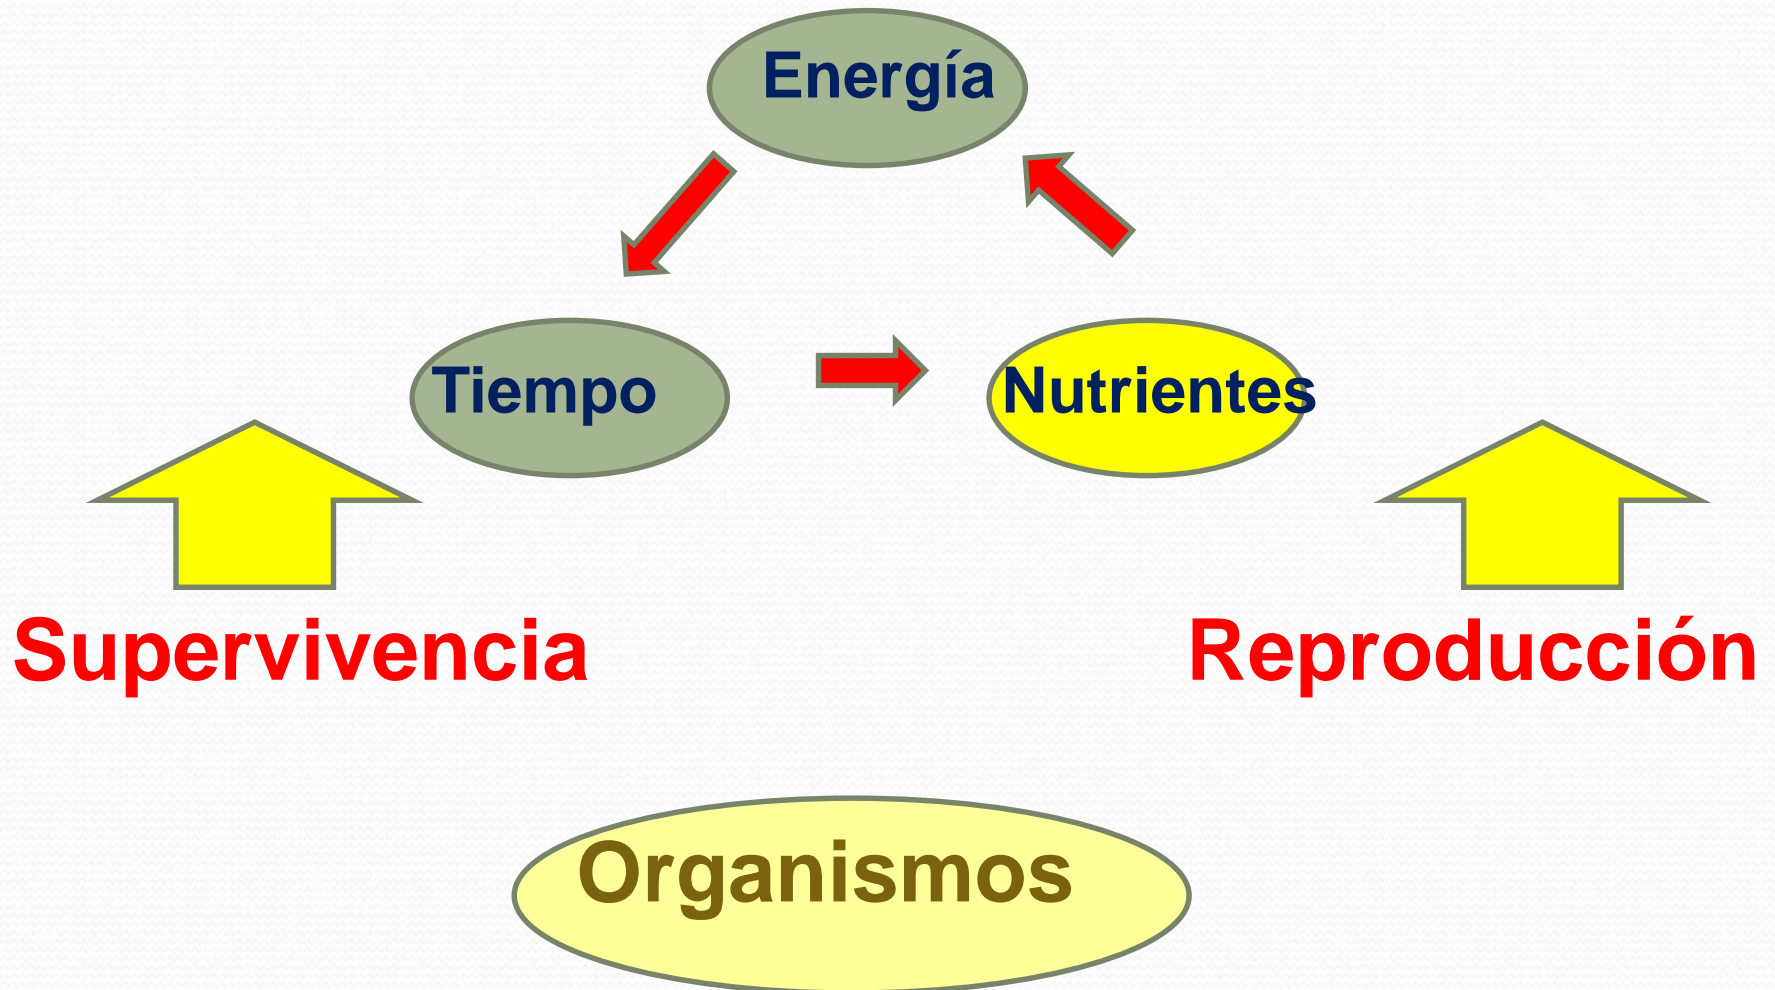 Energía
Tiempo
Nutrientes
Supervivencia
Reproducción
Organismos